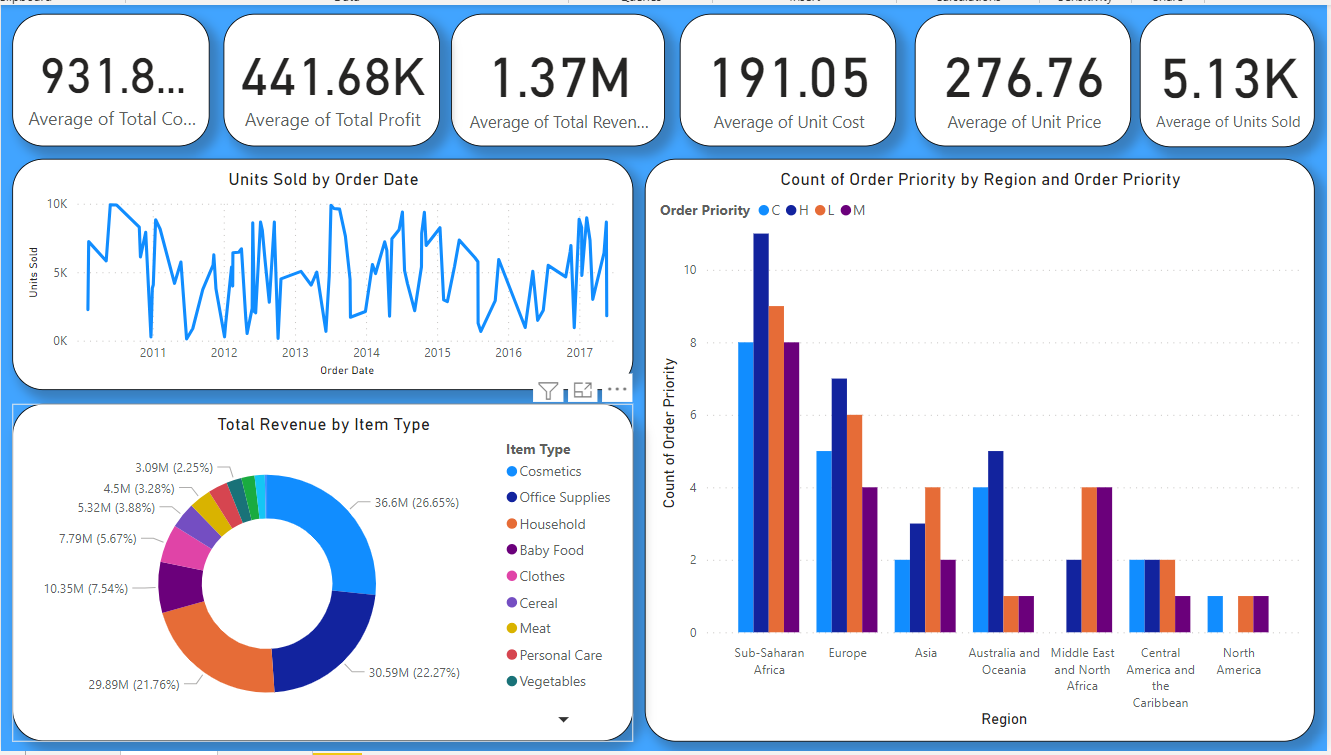 931.8...
Average of Total Co...
441.68K
Average of Total Profit
1.37M
Average of Total Reven...
191.05
Average of Unit Cost
276.76
Average of Unit Price
5.13K
Average of Units Sold
Units Sold by Order Date
Units Sold
10K
5K
0K
2011
2012
2013
2014
2015
2016
2017
Order Date
Total Revenue by Item Type
3.09M (2.25%)
4.5M (3.28%)
5.32M (3.88%)
7.79M (5.67%)
10.35M (7.54%)
29.89M (21.76%)
36.6M (26.65%)
30.59M (22.27%)
Item Type
Cosmetics
Office Supplies
Household
Baby Food
Clothes
Cereal
Meat
Personal Care
Vegetables
Count of Order Priority by Region and Order Priority
Order Priority C H L M
Count of Order Priority
10
8
6
4
2
0
Sub-Saharan
Africa
Europe
Asia
Australia and
Oceania
Middle East
and North
Africa
Central
America and
the
Caribbean
North
America
Region